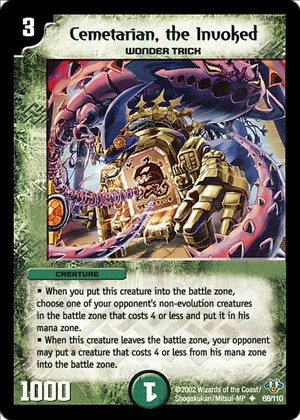 3
Cemetarian, the Invoked
WONDER TRICK
CREATURE
■ When you put this creature into the battle zone,
choose one of your opponent's non-evolution creatures
in the battle zone that costs 4 or less and put it in his
mana zone.
■ When this creature leaves the battle zone, your opponent
may put a creature that costs 4 or less from his mana zone
into the battle zone.
1000
1
©2002 Wizards of the Coast/
Shogakukan/Mitsui-MP ♦ 68/110